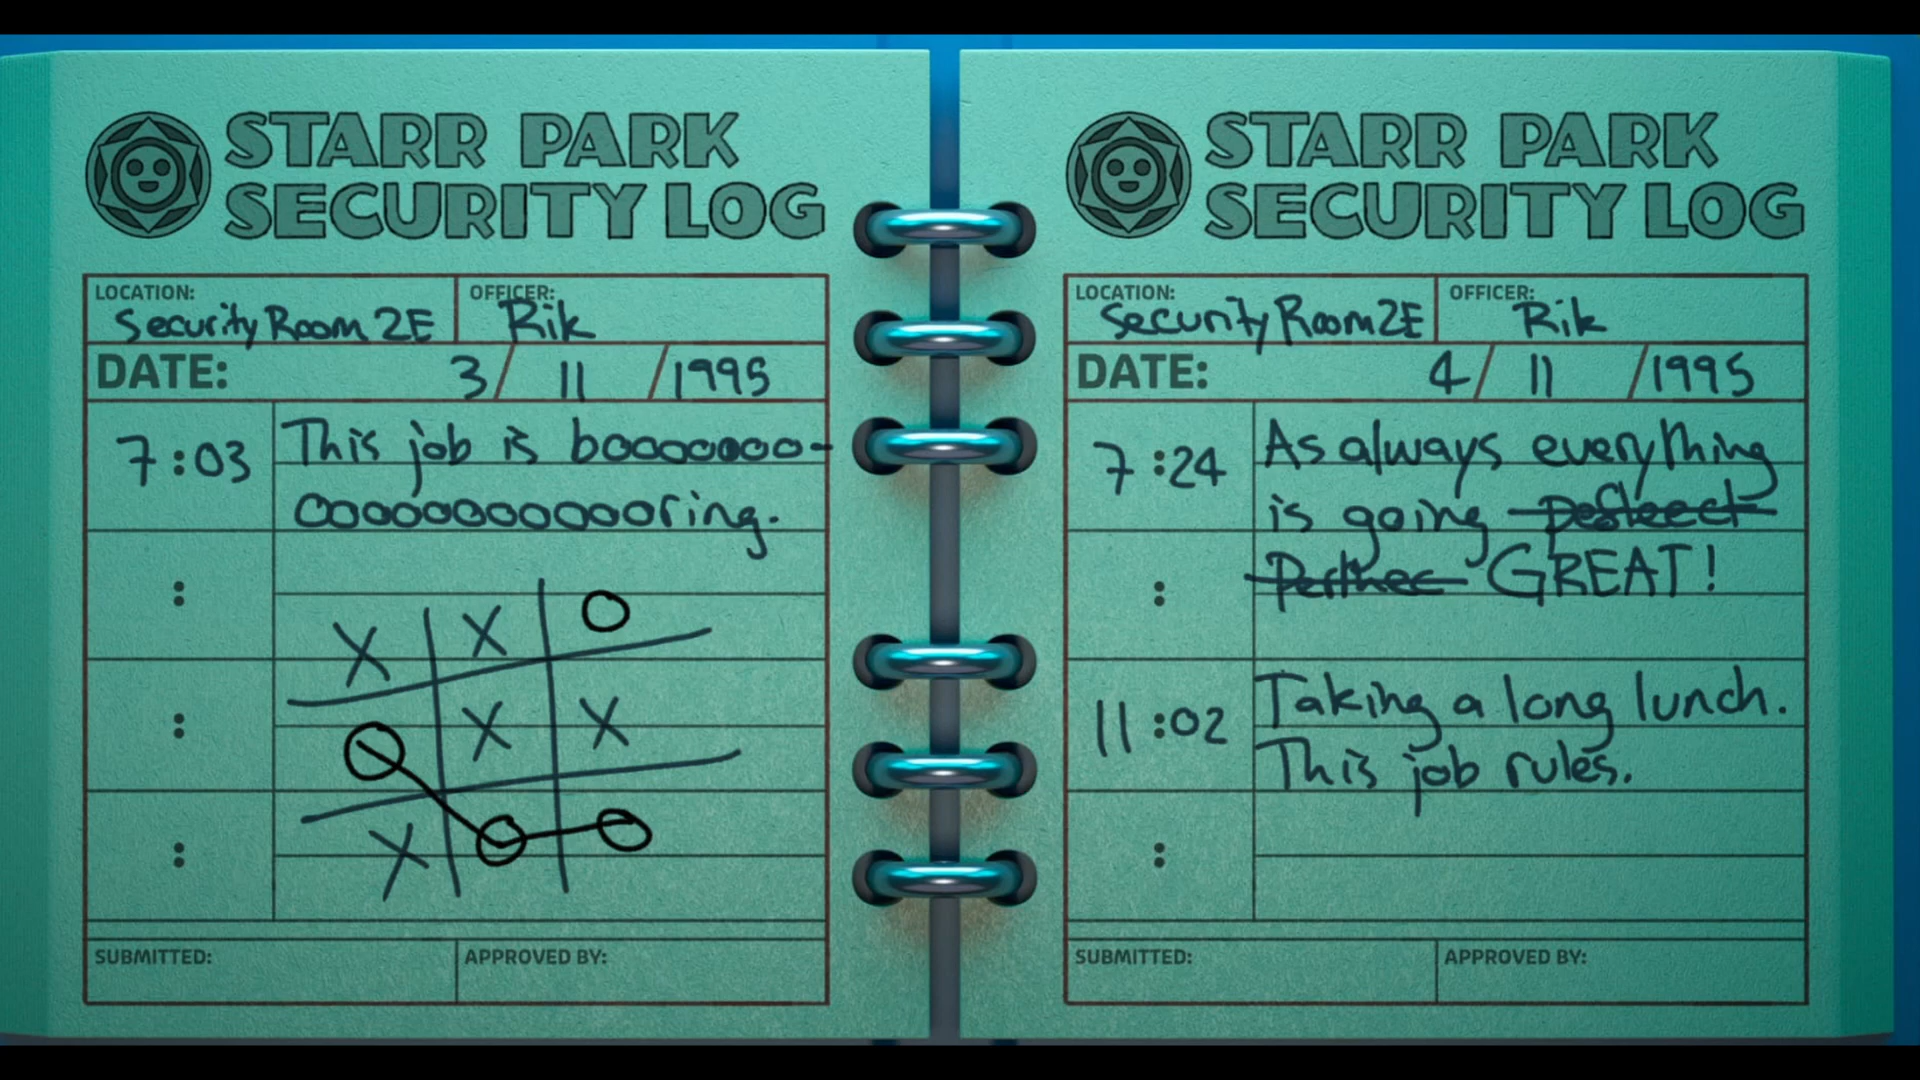 STARR PARK
SECURITY LOG
LOCATION:
Security Room 2E
OFFICER:
Rik
DATE: 3/ 11 /1995
7:03
This job is booooooo-
ooooooooooooring.
:
X X O
O X X
:
X O O
:
SUBMITTED:
APPROVED BY:
STARR PARK
SECURITY LOG
LOCATION:
Security Room 2E
OFFICER:
Rik
DATE: 4/ 11 /1995
7:24
As always everything
is going
GREAT!
:
11:02
Taking a long lunch.
This job rules.
:
SUBMITTED:
APPROVED BY: